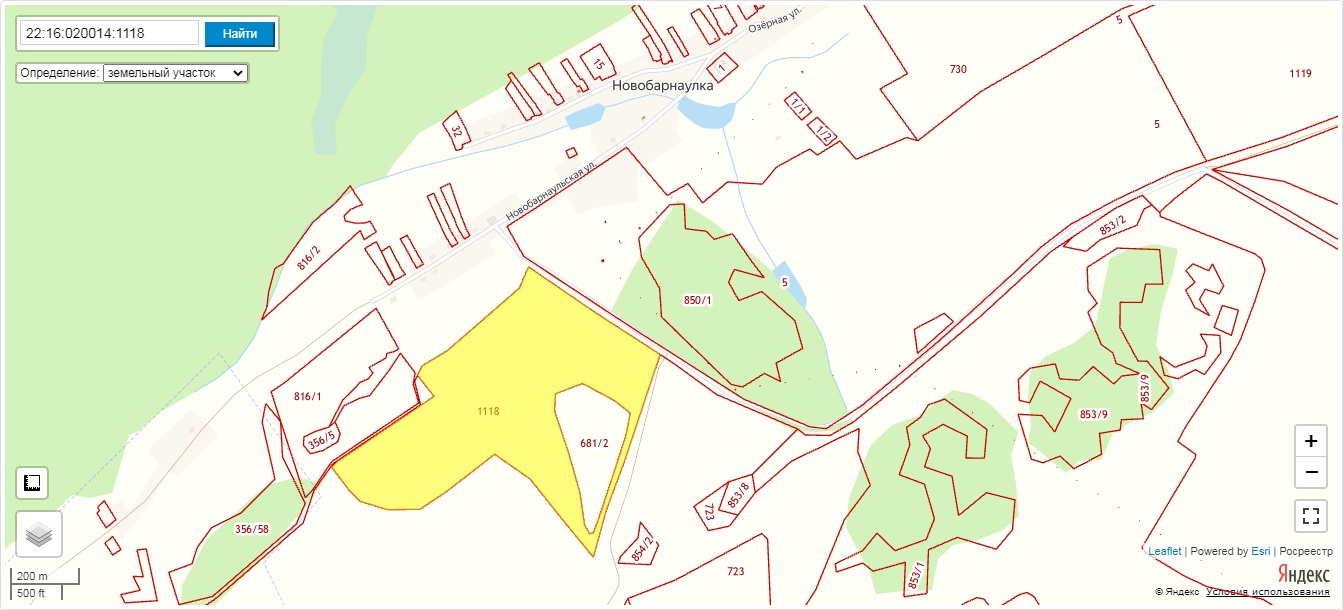 22:16:020014:1118
Найти
Определение: земельный участок
Озёрная ул.
Новобарнаулка
Новобарнаульская ул.
7
15
1
32
1/1
1/2
730
5
5
1119
816/2
853/2
850/1
5
816/1
356/5
1118
681/2
853/9
853/9
356/58
723
853/8
854/2
723
853/1
+
−
200 m
500 ft
Leaflet | Powered by Esri | Росреестр
Яндекс
© Яндекс Условия использования